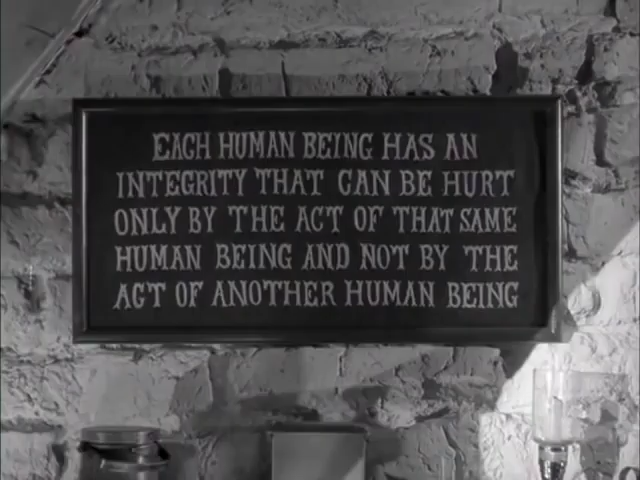 EACH HUMAN BEING HAS AN
INTEGRITY THAT CAN BE HURT
ONLY BY THE ACT OF THAT SAME
HUMAN BEING AND NOT BY THE
ACT OF ANOTHER HUMAN BEING